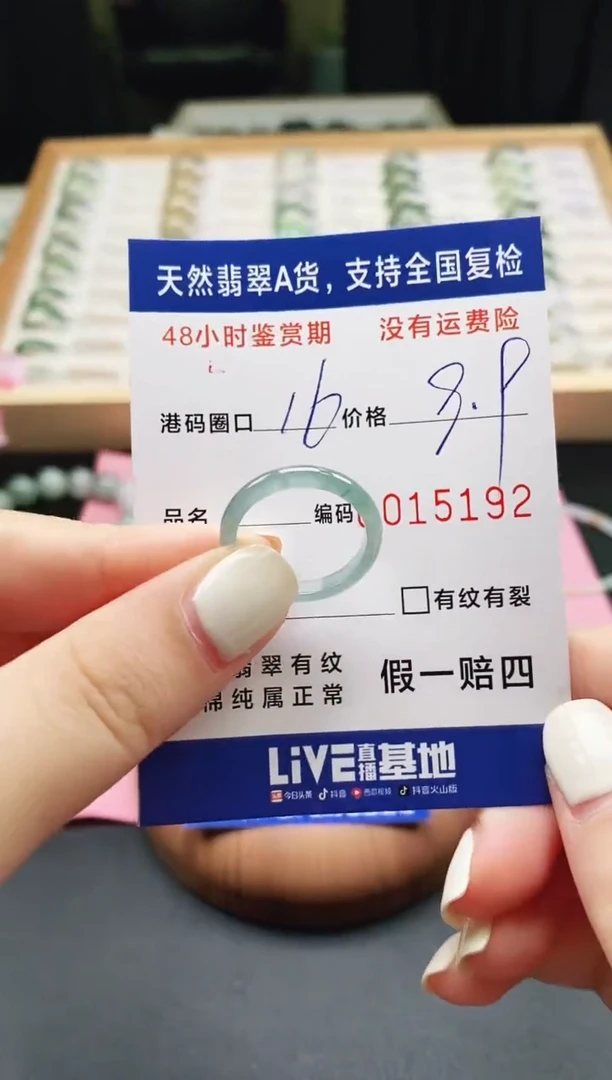 天然翡翠A货，支持全国复检
48小时鉴赏期 没有运费险
港码圈口 16 价格 9.9
品名 编码 015192
□有纹有裂
翡翠有纹 假一赔四
棉纯属正常
LiVE直播基地
今日头条 抖音 西瓜视频 抖音火山版